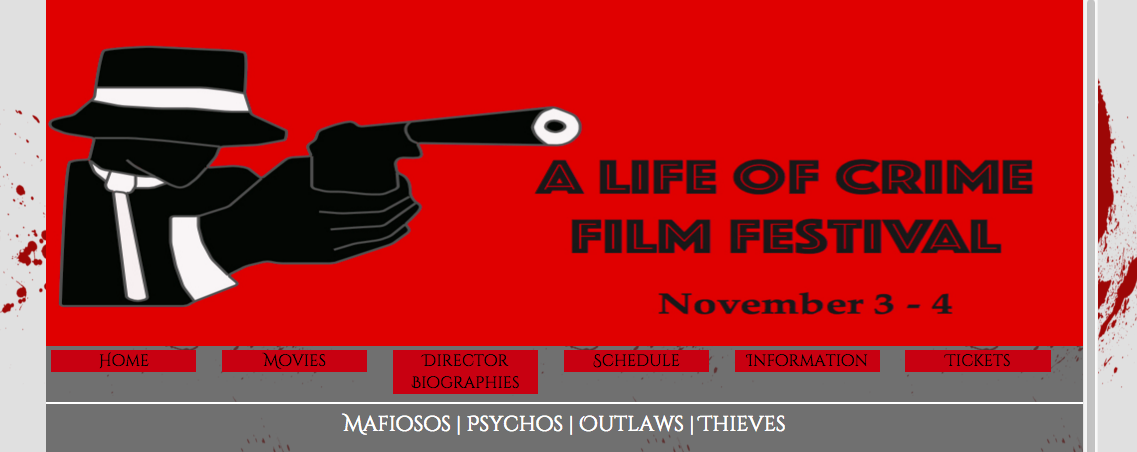 A LIFE OF CRIME
FILM FESTIVAL
November 3 - 4
Home
Movies
Director
Biographies
Schedule
Information
Tickets
Mafiosos | Psychos | Outlaws | Thieves